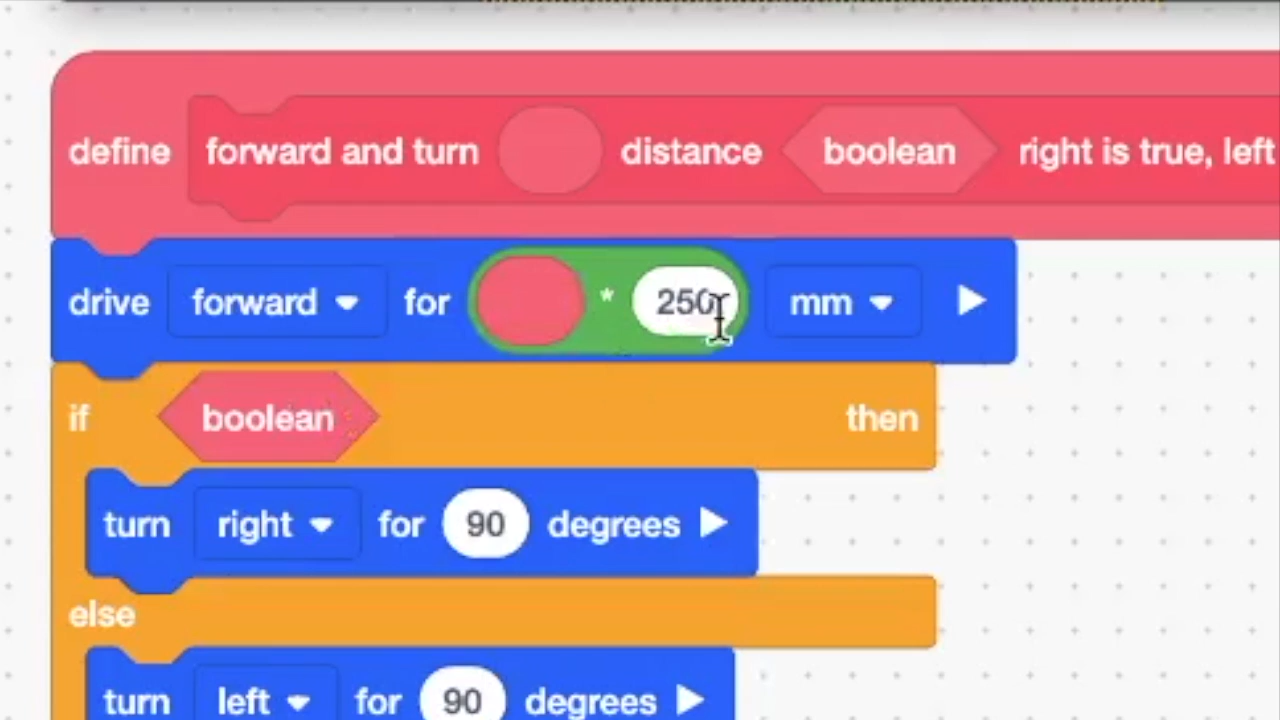 define forward and turn distance boolean right is true, left
drive forward for * 250 mm
if boolean then
turn right for 90 degrees
else
turn left for 90 degrees